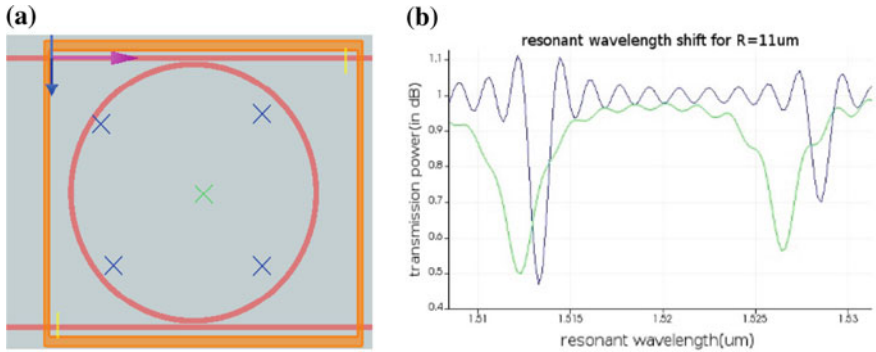 (a)
(b)
resonant wavelength shift for R=11um
transmission power(in dB)
1.1
1
0.9
0.8
0.7
0.6
0.5
0.4
1.51
1.515
1.52
1.525
1.53
resonant wavelength(um)